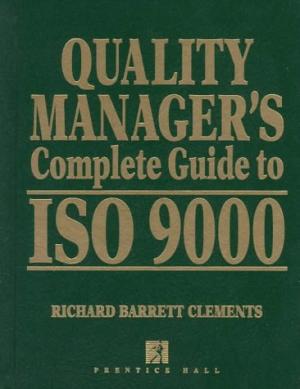 QUALITY
MANAGER'S
Complete Guide to
ISO 9000
RICHARD BARRETT CLEMENTS
PRENTICE HALL